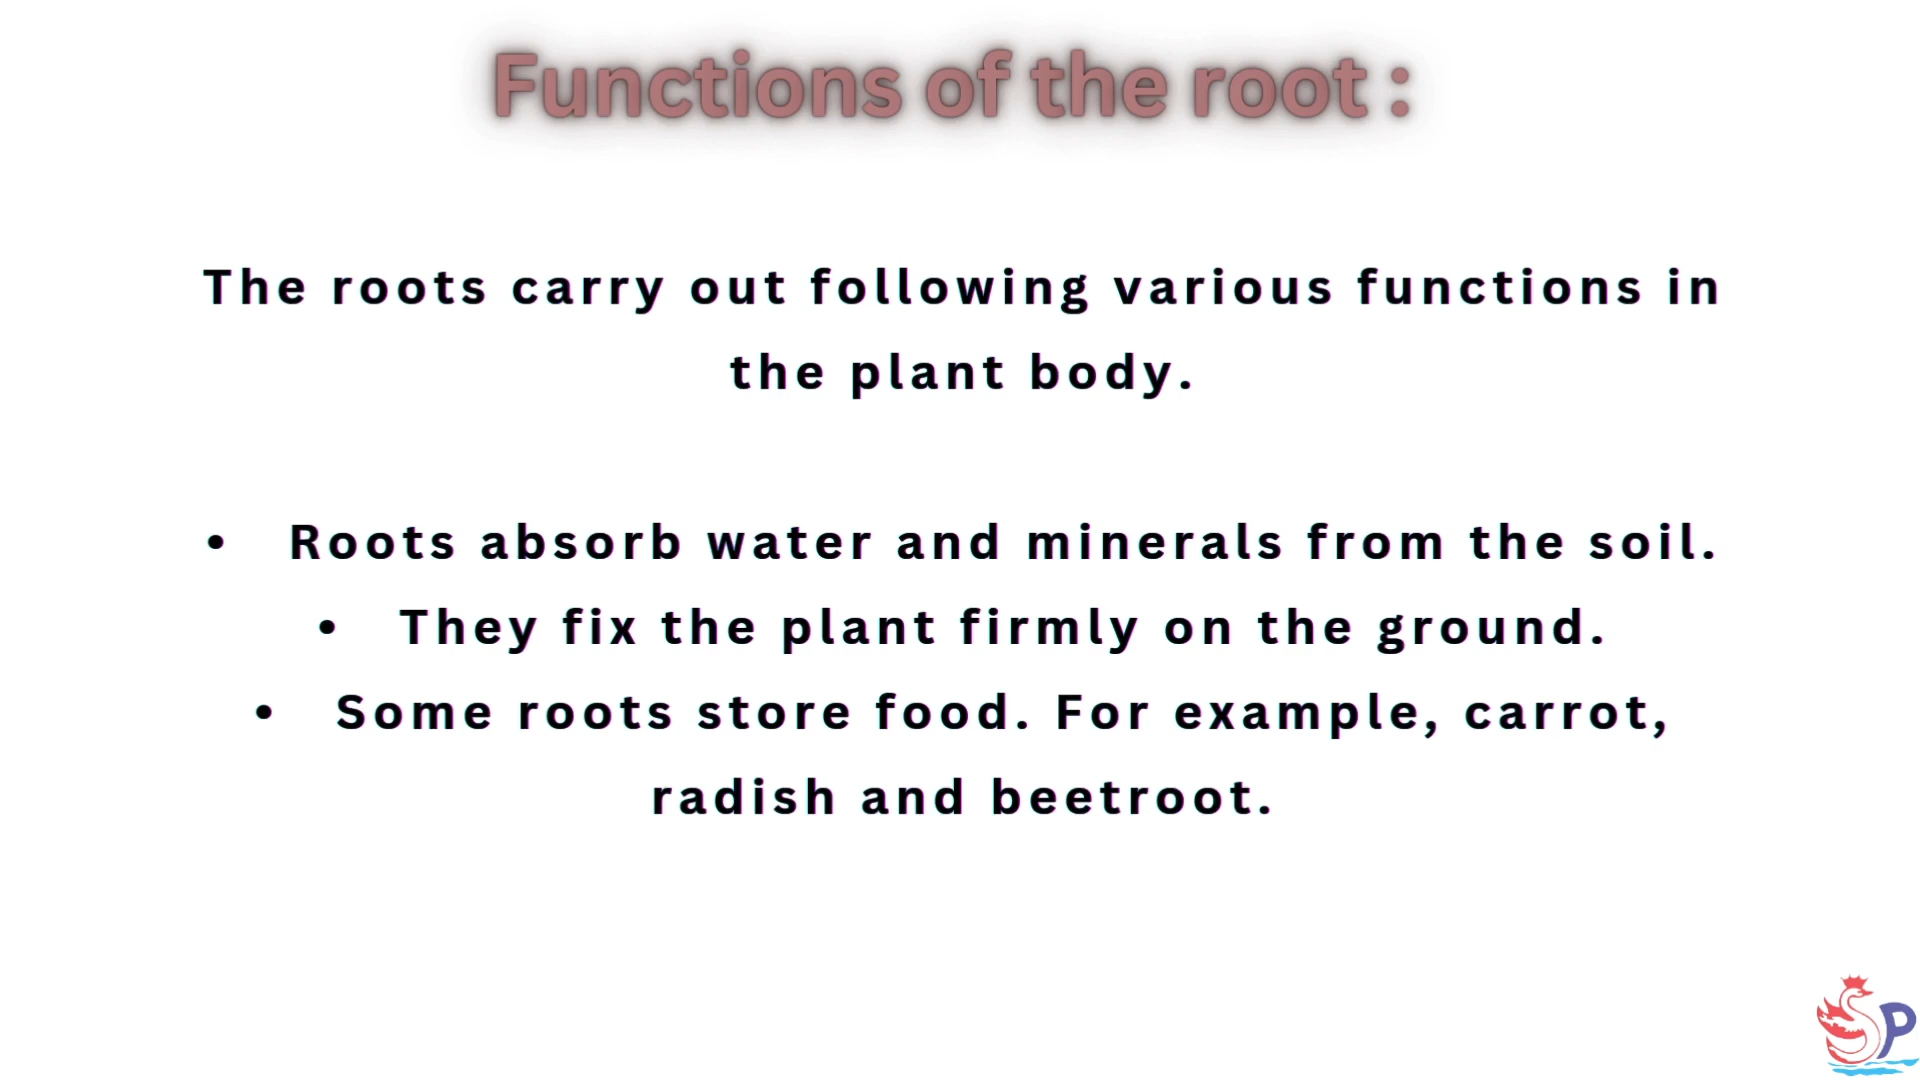 Functions of the root :
The roots carry out following various functions in
the plant body.
• Roots absorb water and minerals from the soil.
• They fix the plant firmly on the ground.
• Some roots store food. For example, carrot,
radish and beetroot.
SP